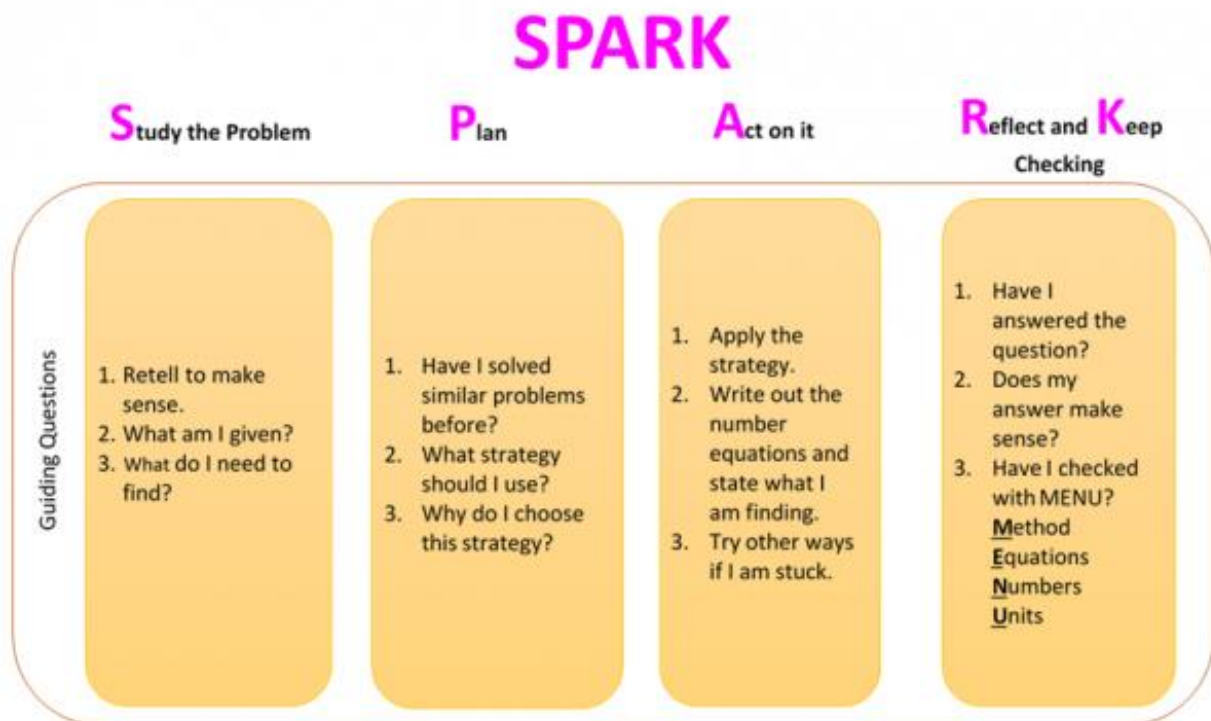 SPARK
Study the Problem
Plan
Act on it
Reflect and Keep
Checking
Guiding Questions
1. Retell to make
sense.
2. What am I given?
3. What do I need to
find?
1. Have I solved
similar problems
before?
2. What strategy
should I use?
3. Why do I choose
this strategy?
1. Apply the
strategy.
2. Write out the
number
equations and
state what I
am finding.
3. Try other ways
if I am stuck.
1. Have I
answered the
question?
2. Does my
answer make
sense?
3. Have I checked
with MENU?
Method
Equations
Numbers
Units